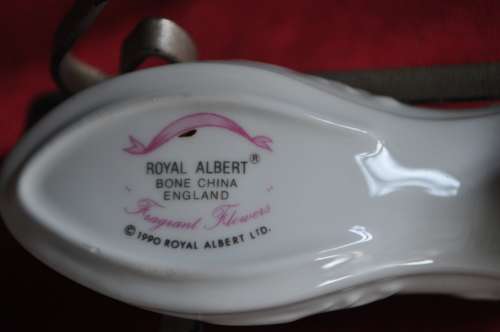 ROYAL ALBERT®
BONE CHINA
ENGLAND
"Fragrant Flowers"
© 1990 ROYAL ALBERT LTD.